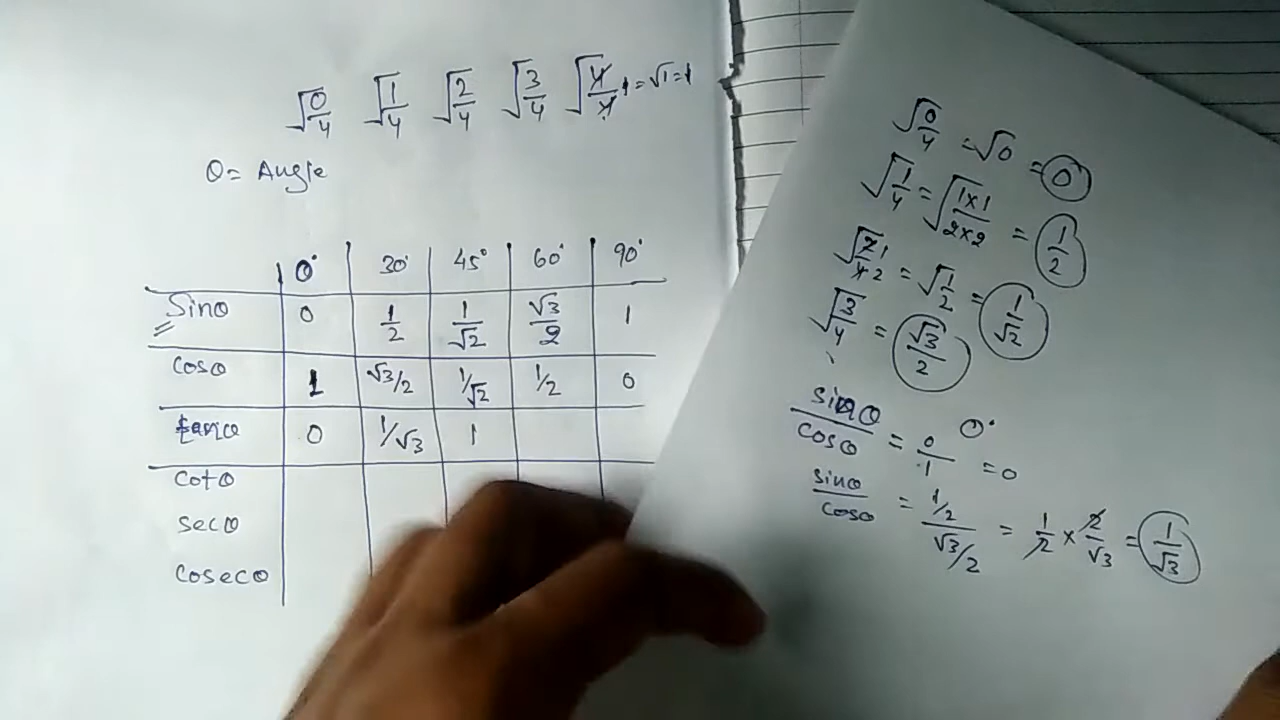 √0/4 √1/4 √2/4 √3/4 √4/4 1 = √1 = 1
θ = Angle
0° 30° 45° 60° 90°
Sinθ 0 1/2 1/√2 √3/2 1
cosθ 1 √3/2 1/√2 1/2 0
tanθ 0 1/√3 1
cotθ
secθ
cosecθ
√0/4 = √0 = 0
√1/4 = √1×1/2×2 = 1/2
√2/4 1 2 = √1/2 = 1/√2
√3/4 = √3/2
sinθ/cosθ = 0/1 = 0 0°
sinθ/cosθ = 1/2/√3/2 = 1/2 × 2/√3 = 1/√3